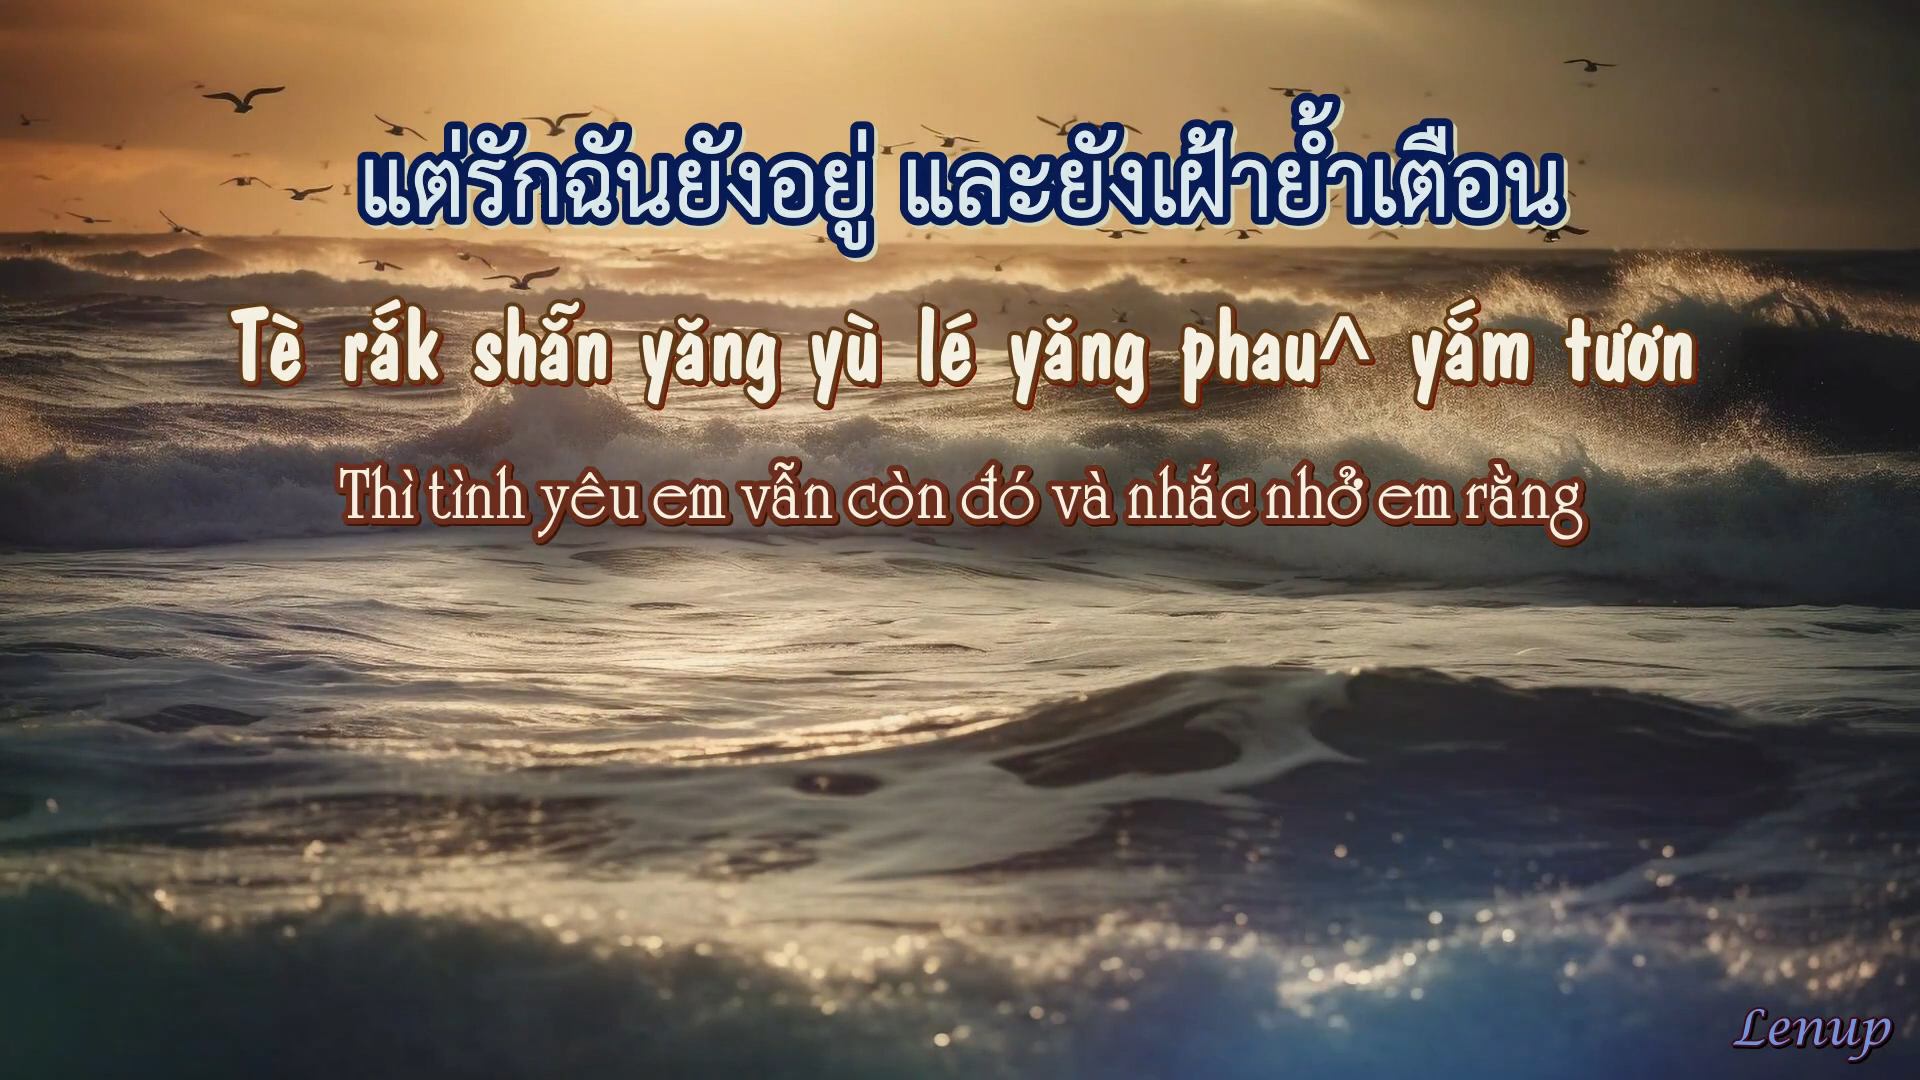 แต่รักฉันยังอยู่ และยังเฝ้าย้ำเตือน
Tè rắk shẵn yăng yù lé yăng phau^ yắm tươn
Thì tình yêu em vẫn còn đó và nhắc nhở em rằng
Lenup